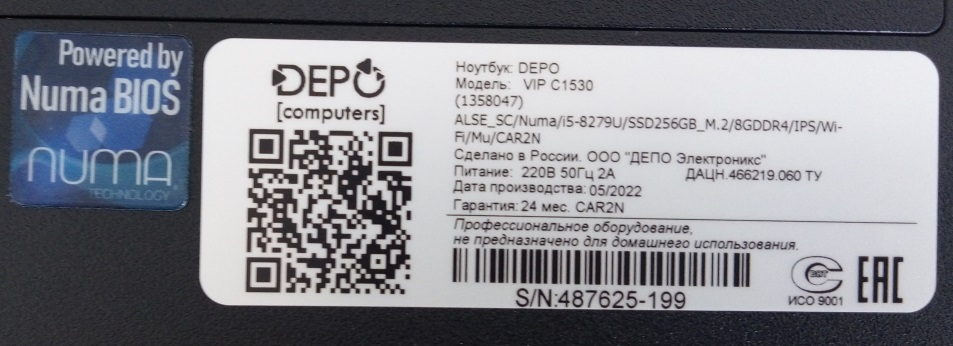 Powered by
Numa BIOS
NUMA
TECHNOLOGY
DEPO
[computers]
Ноутбук: DEPO
Модель: VIP C1530
(1358047)
ALSE_SC/Numa/i5-8279U/SSD256GB_M.2/8GDDR4/IPS/Wi-
Fi/Mu/CAR2N
Сделано в России. ООО "ДЕПО Электроникс"
Питание: 220В 50Гц 2А ДАЦН.466219.060 ТУ
Дата производства: 05/2022
Гарантия: 24 мес. CAR2N
Профессиональное оборудование,
не предназначено для домашнего использования.
S/N:487625-199
ИСО 9001
EAC